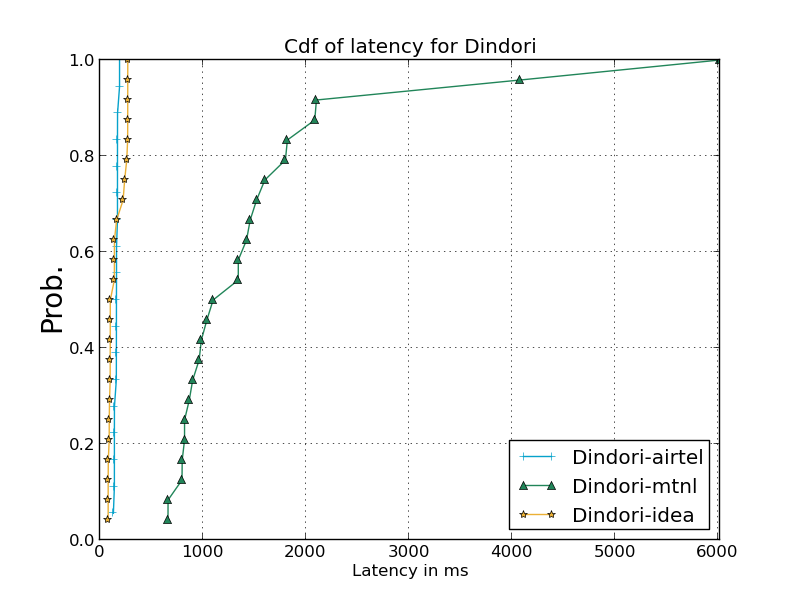 Cdf of latency for Dindori
Prob.
1.0
0.8
0.6
0.4
0.2
0.0
0 1000 2000 3000 4000 5000 6000
Latency in ms
Dindori-airtel
Dindori-mtnl
Dindori-idea